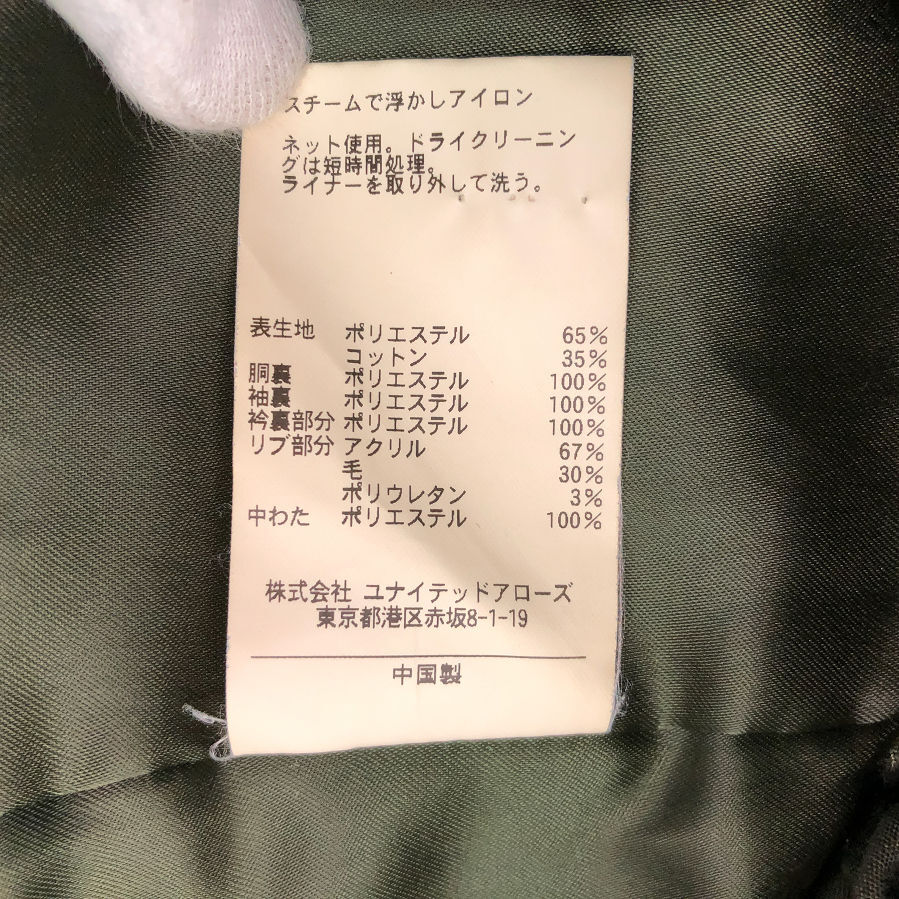 スチームで浮かしアイロン
ネット使用。ドライクリーニン
グは短時間処理。
ライナーを取り外して洗う。
表生地 ポリエステル 65%
コットン 35%
胴裏 ポリエステル 100%
袖裏 ポリエステル 100%
衿裏部分 ポリエステル 100%
リブ部分 アクリル 67%
毛 30%
ポリウレタン 3%
中わた ポリエステル 100%
株式会社 ユナイテッドアローズ
東京都港区赤坂8-1-19
中国製